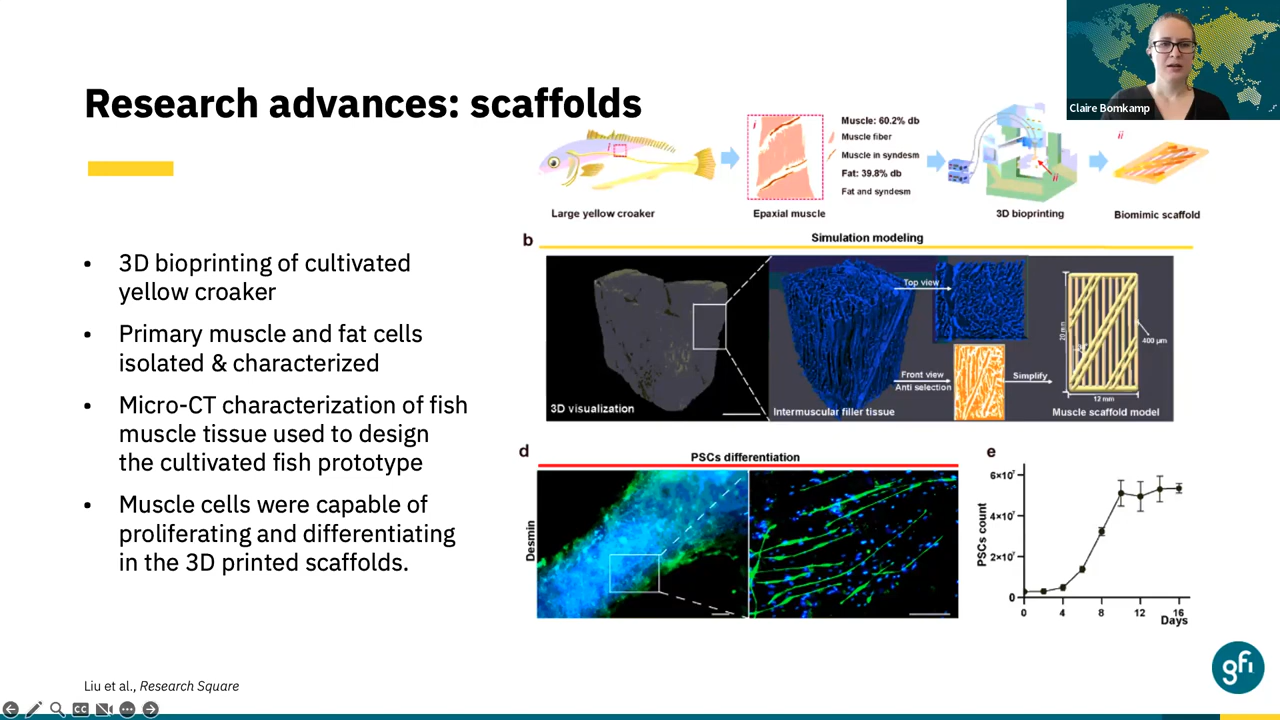 Research advances: scaffolds
Claire Bomkamp
3D bioprinting of cultivated
yellow croaker
Primary muscle and fat cells
isolated & characterized
Micro-CT characterization of fish
muscle tissue used to design
the cultivated fish prototype
Muscle cells were capable of
proliferating and differentiating
in the 3D printed scaffolds.
i
i
Muscle: 60.2% db
Muscle fiber
Muscle in syndesm
Fat: 39.8% db
Fat and syndesm
ii
ii
Large yellow croaker
Epaxial muscle
3D bioprinting
Biomimic scaffold
b
Simulation modeling
Top view
Front view
Anti selection
Simplify
20 mm
400 μm
12 mm
3D visualization
Intermuscular filler tissue
Muscle scaffold model
d
PSCs differentiation
Desmin
e
PSCs count
6×10⁷
4×10⁷
2×10⁷
0
0 4 8 12 16
Days
Liu et al., Research Square
CC
gfi